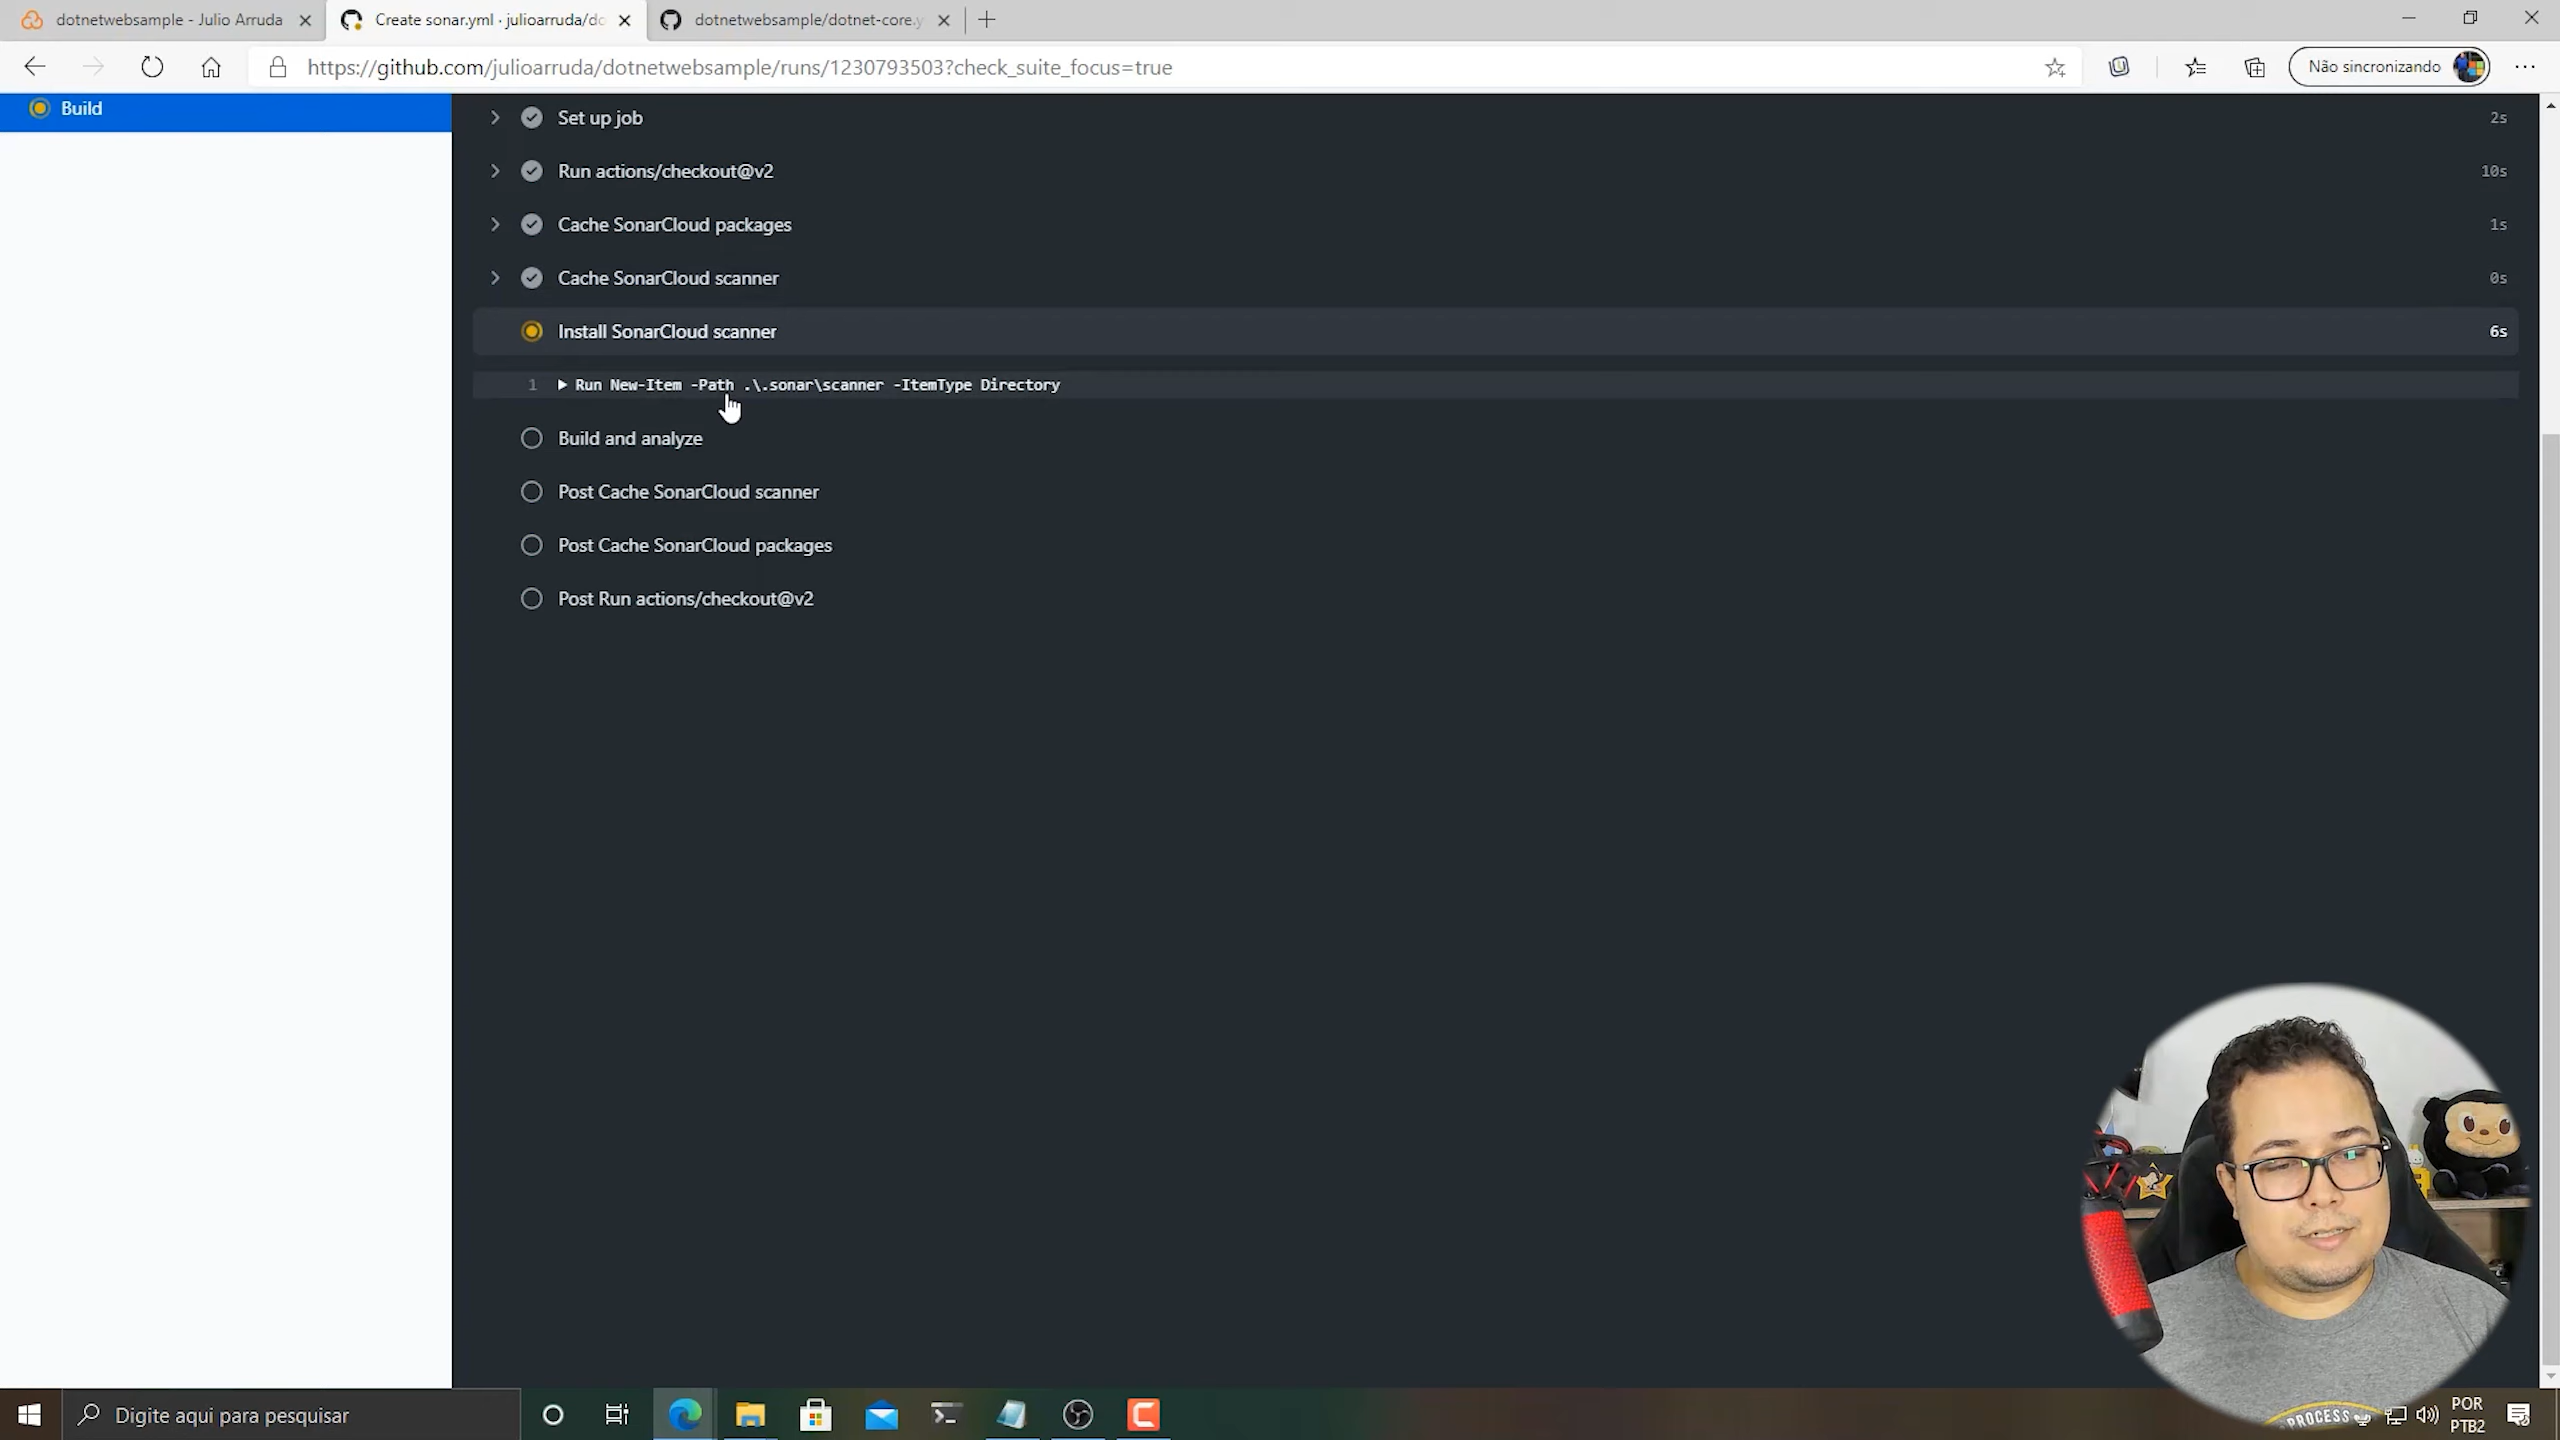 dotnetwebsample - Julio Arruda
Create sonar.yml · julioarruda/do
dotnetwebsample/dotnet-core.y
https://github.com/julioarruda/dotnetwebsample/runs/1230793503?check_suite_focus=true
Não sincronizando
Build
Set up job 2s
Run actions/checkout@v2 10s
Cache SonarCloud packages 1s
Cache SonarCloud scanner 0s
Install SonarCloud scanner 6s
1 Run New-Item -Path .\.sonar\scanner -ItemType Directory
Build and analyze
Post Cache SonarCloud scanner
Post Cache SonarCloud packages
Post Run actions/checkout@v2
Digite aqui para pesquisar
PROCESS
POR
PTB2